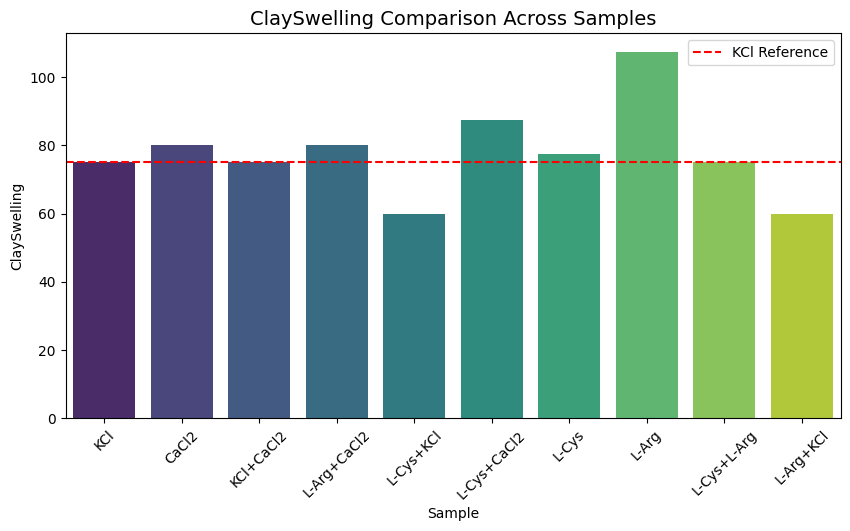 ClaySwelling Comparison Across Samples
KCl Reference
ClaySwelling
100
80
60
40
20
0
KCl
CaCl2
KCl+CaCl2
L-Arg+CaCl2
L-Cys+KCl
L-Cys+CaCl2
L-Cys
L-Arg
L-Cys+L-Arg
L-Arg+KCl
Sample